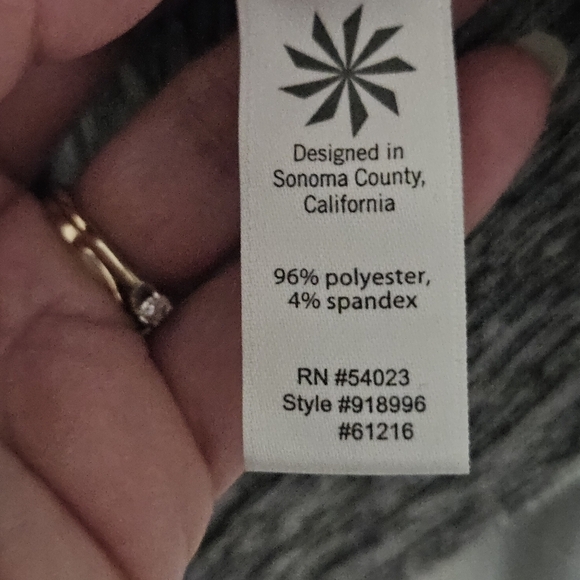 Designed in
Sonoma County,
California
96% polyester,
4% spandex
RN #54023
Style #918996
#61216